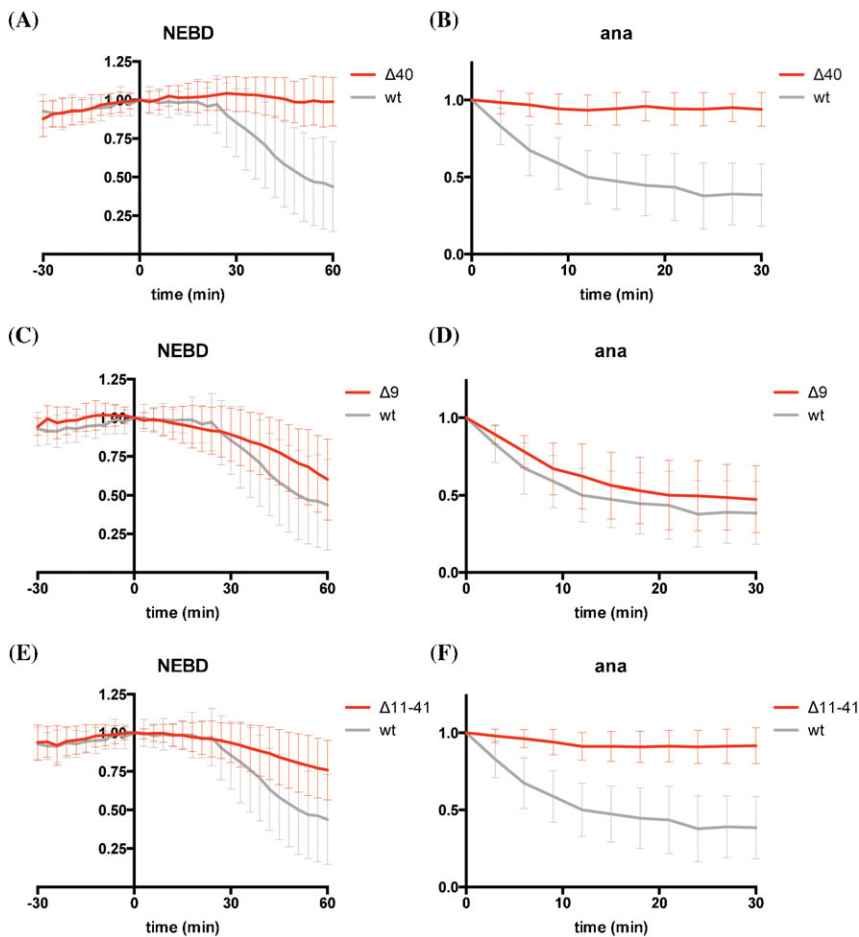 (A)
NEBD
1.25
1.00
0.75
0.50
0.25
-30 0 30 60
time (min)
Δ40
wt
(B)
ana
1.0
0.5
0.0
0 10 20 30
time (min)
Δ40
wt
(C)
NEBD
1.25
1.00
0.75
0.50
0.25
-30 0 30 60
time (min)
Δ9
wt
(D)
ana
1.0
0.5
0.0
0 10 20 30
time (min)
Δ9
wt
(E)
NEBD
1.25
1.00
0.75
0.50
0.25
-30 0 30 60
time (min)
Δ11-41
wt
(F)
ana
1.0
0.5
0.0
0 10 20 30
time (min)
Δ11-41
wt